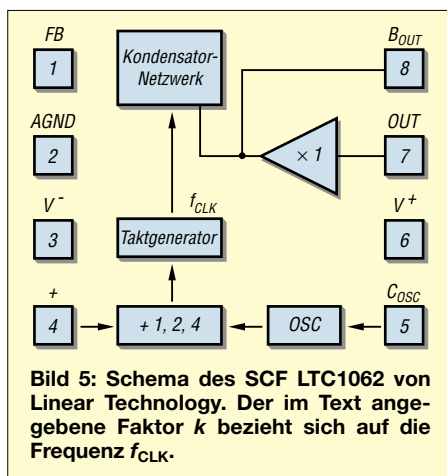 FB
1
Kondensator-
Netzwerk
B_OUT
8
AGND
2
× 1
OUT
7
V -
3
f_CLK
Taktgenerator
V +
6
+
4
+ 1, 2, 4
OSC
C_OSC
5
Bild 5: Schema des SCF LTC1062 von
Linear Technology. Der im Text ange-
gebene Faktor k bezieht sich auf die
Frequenz f_CLK.